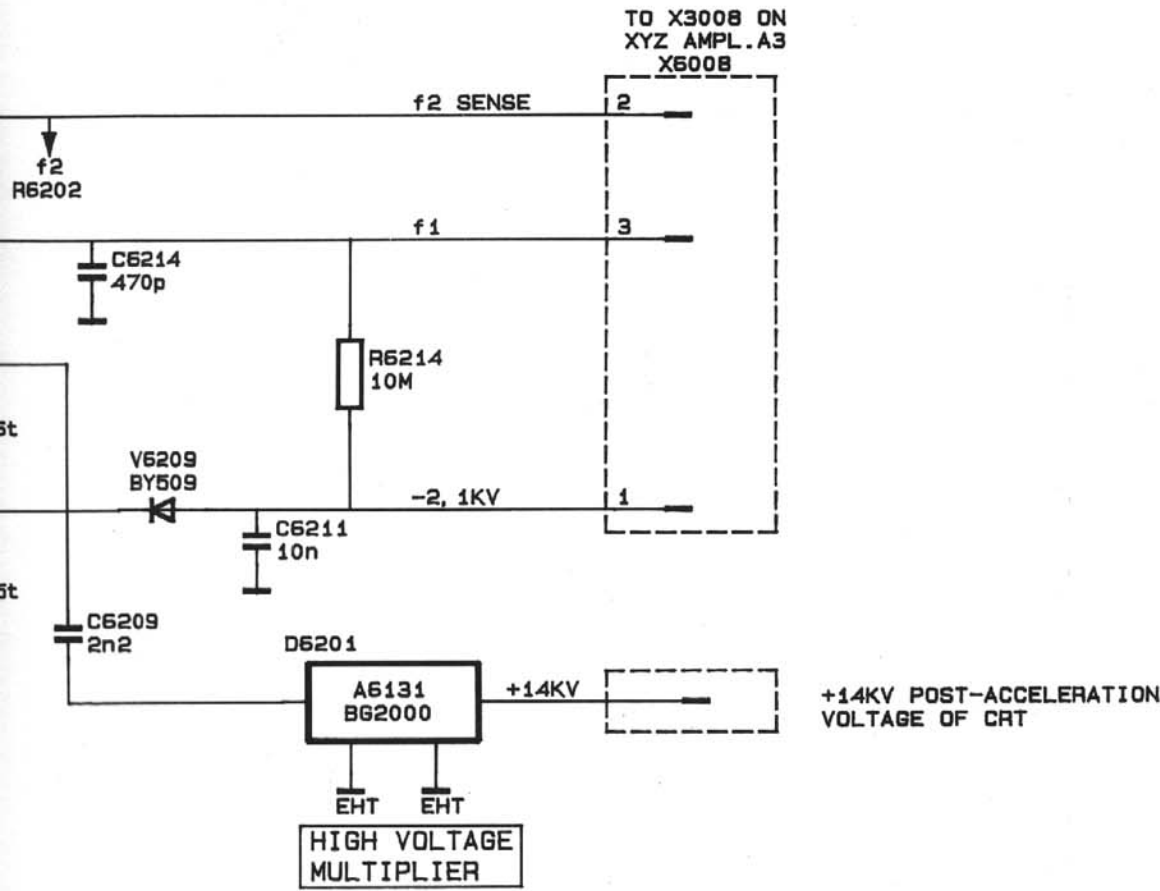 TO X3008 ON
XYZ AMPL.A3
X6008
f2 SENSE
2
f2
R6202
f1
3
C6214
470p
R6214
10M
6t
V6209
BY509
-2, 1KV
1
C6211
10n
C6209
2n2
D6201
A6131
BG2000
+14KV
+14KV POST-ACCELERATION
VOLTAGE OF CRT
EHT EHT
HIGH VOLTAGE
MULTIPLIER